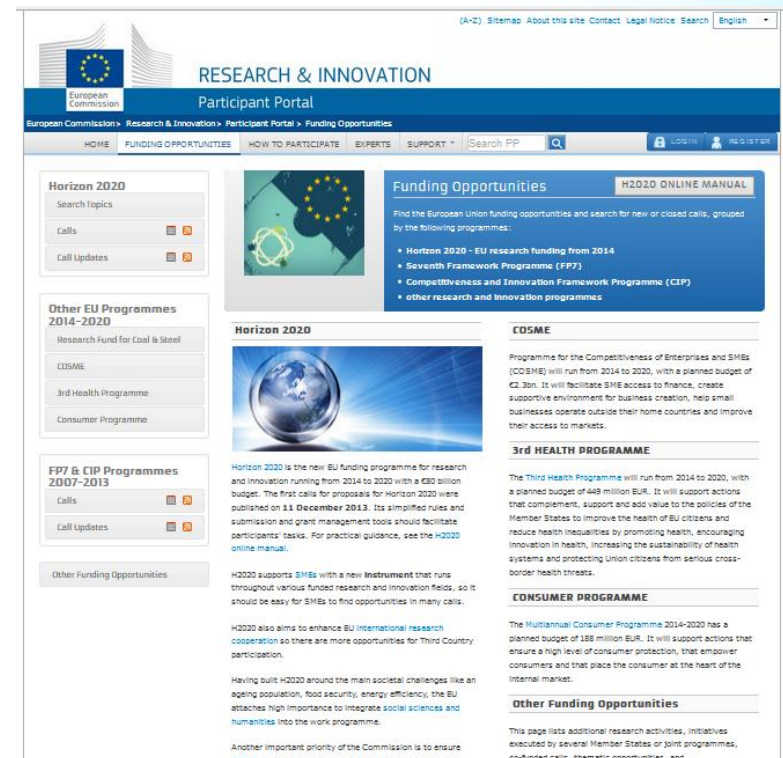 (A-Z) Sitemap About this site Contact Legal Notice Search English
European
Commission
RESEARCH & INNOVATION
Participant Portal
European Commission> Research & Innovation> Participant Portal > Funding Opportunities
HOME FUNDING OPPORTUNITIES HOW TO PARTICIPATE EXPERTS SUPPORT Search PP LOGIN REGISTER
Horizon 2020
Search Topics
Calls
Call Updates
Other EU Programmes
2014-2020
Research Fund for Coal & Steel
COSME
3rd Health Programme
Consumer Programme
FP7 & CIP Programmes
2007-2013
Calls
Call Updates
Other Funding Opportunities
Funding Opportunities
H2020 ONLINE MANUAL
Find the European Union funding opportunities and search for new or closed calls, grouped
by the following programmes:
• Horizon 2020 - EU research funding from 2014
• Seventh Framework Programme (FP7)
• Competitiveness and Innovation Framework Programme (CIP)
• other research and innovation programmes
Horizon 2020
Horizon 2020 is the new EU funding programme for research
and innovation running from 2014 to 2020 with a €80 billion
budget. The first calls for proposals for Horizon 2020 were
published on 11 December 2013. Its simplified rules and
submission and grant management tools should facilitate
participants' tasks. For practical guidance, see the H2020
online manual.
H2020 supports SMEs with a new instrument that runs
throughout various funded research and innovation fields, so it
should be easy for SMEs to find opportunities in many calls.
H2020 also aims to enhance EU international research
cooperation so there are more opportunities for Third Country
participation.
Having built H2020 around the main societal challenges like an
ageing population, food security, energy efficiency, the EU
attaches high importance to integrate social sciences and
humanities into the work programme.
Another important priority of the Commission is to ensure
COSME
Programme for the Competitiveness of Enterprises and SMEs
(COSME) will run from 2014 to 2020, with a planned budget of
€2.3bn. It will facilitate SME access to finance, create
supportive environment for business creation, help small
businesses operate outside their home countries and improve
their access to markets.
3rd HEALTH PROGRAMME
The Third Health Programme will run from 2014 to 2020, with
a planned budget of 449 million EUR. It will support actions
that complement, support and add value to the policies of the
Member States to improve the health of EU citizens and
reduce health inequalities by promoting health, encouraging
innovation in health, increasing the sustainability of health
systems and protecting Union citizens from serious cross-
border health threats.
CONSUMER PROGRAMME
The Multiannual Consumer Programme 2014-2020 has a
planned budget of 188 million EUR. It will support actions that
ensure a high level of consumer protection, that empower
consumers and that place the consumer at the heart of the
internal market.
Other Funding Opportunities
This page lists additional research activities, initiatives
executed by several Member States or joint programmes,
co-funded calls, thematic opportunities, and